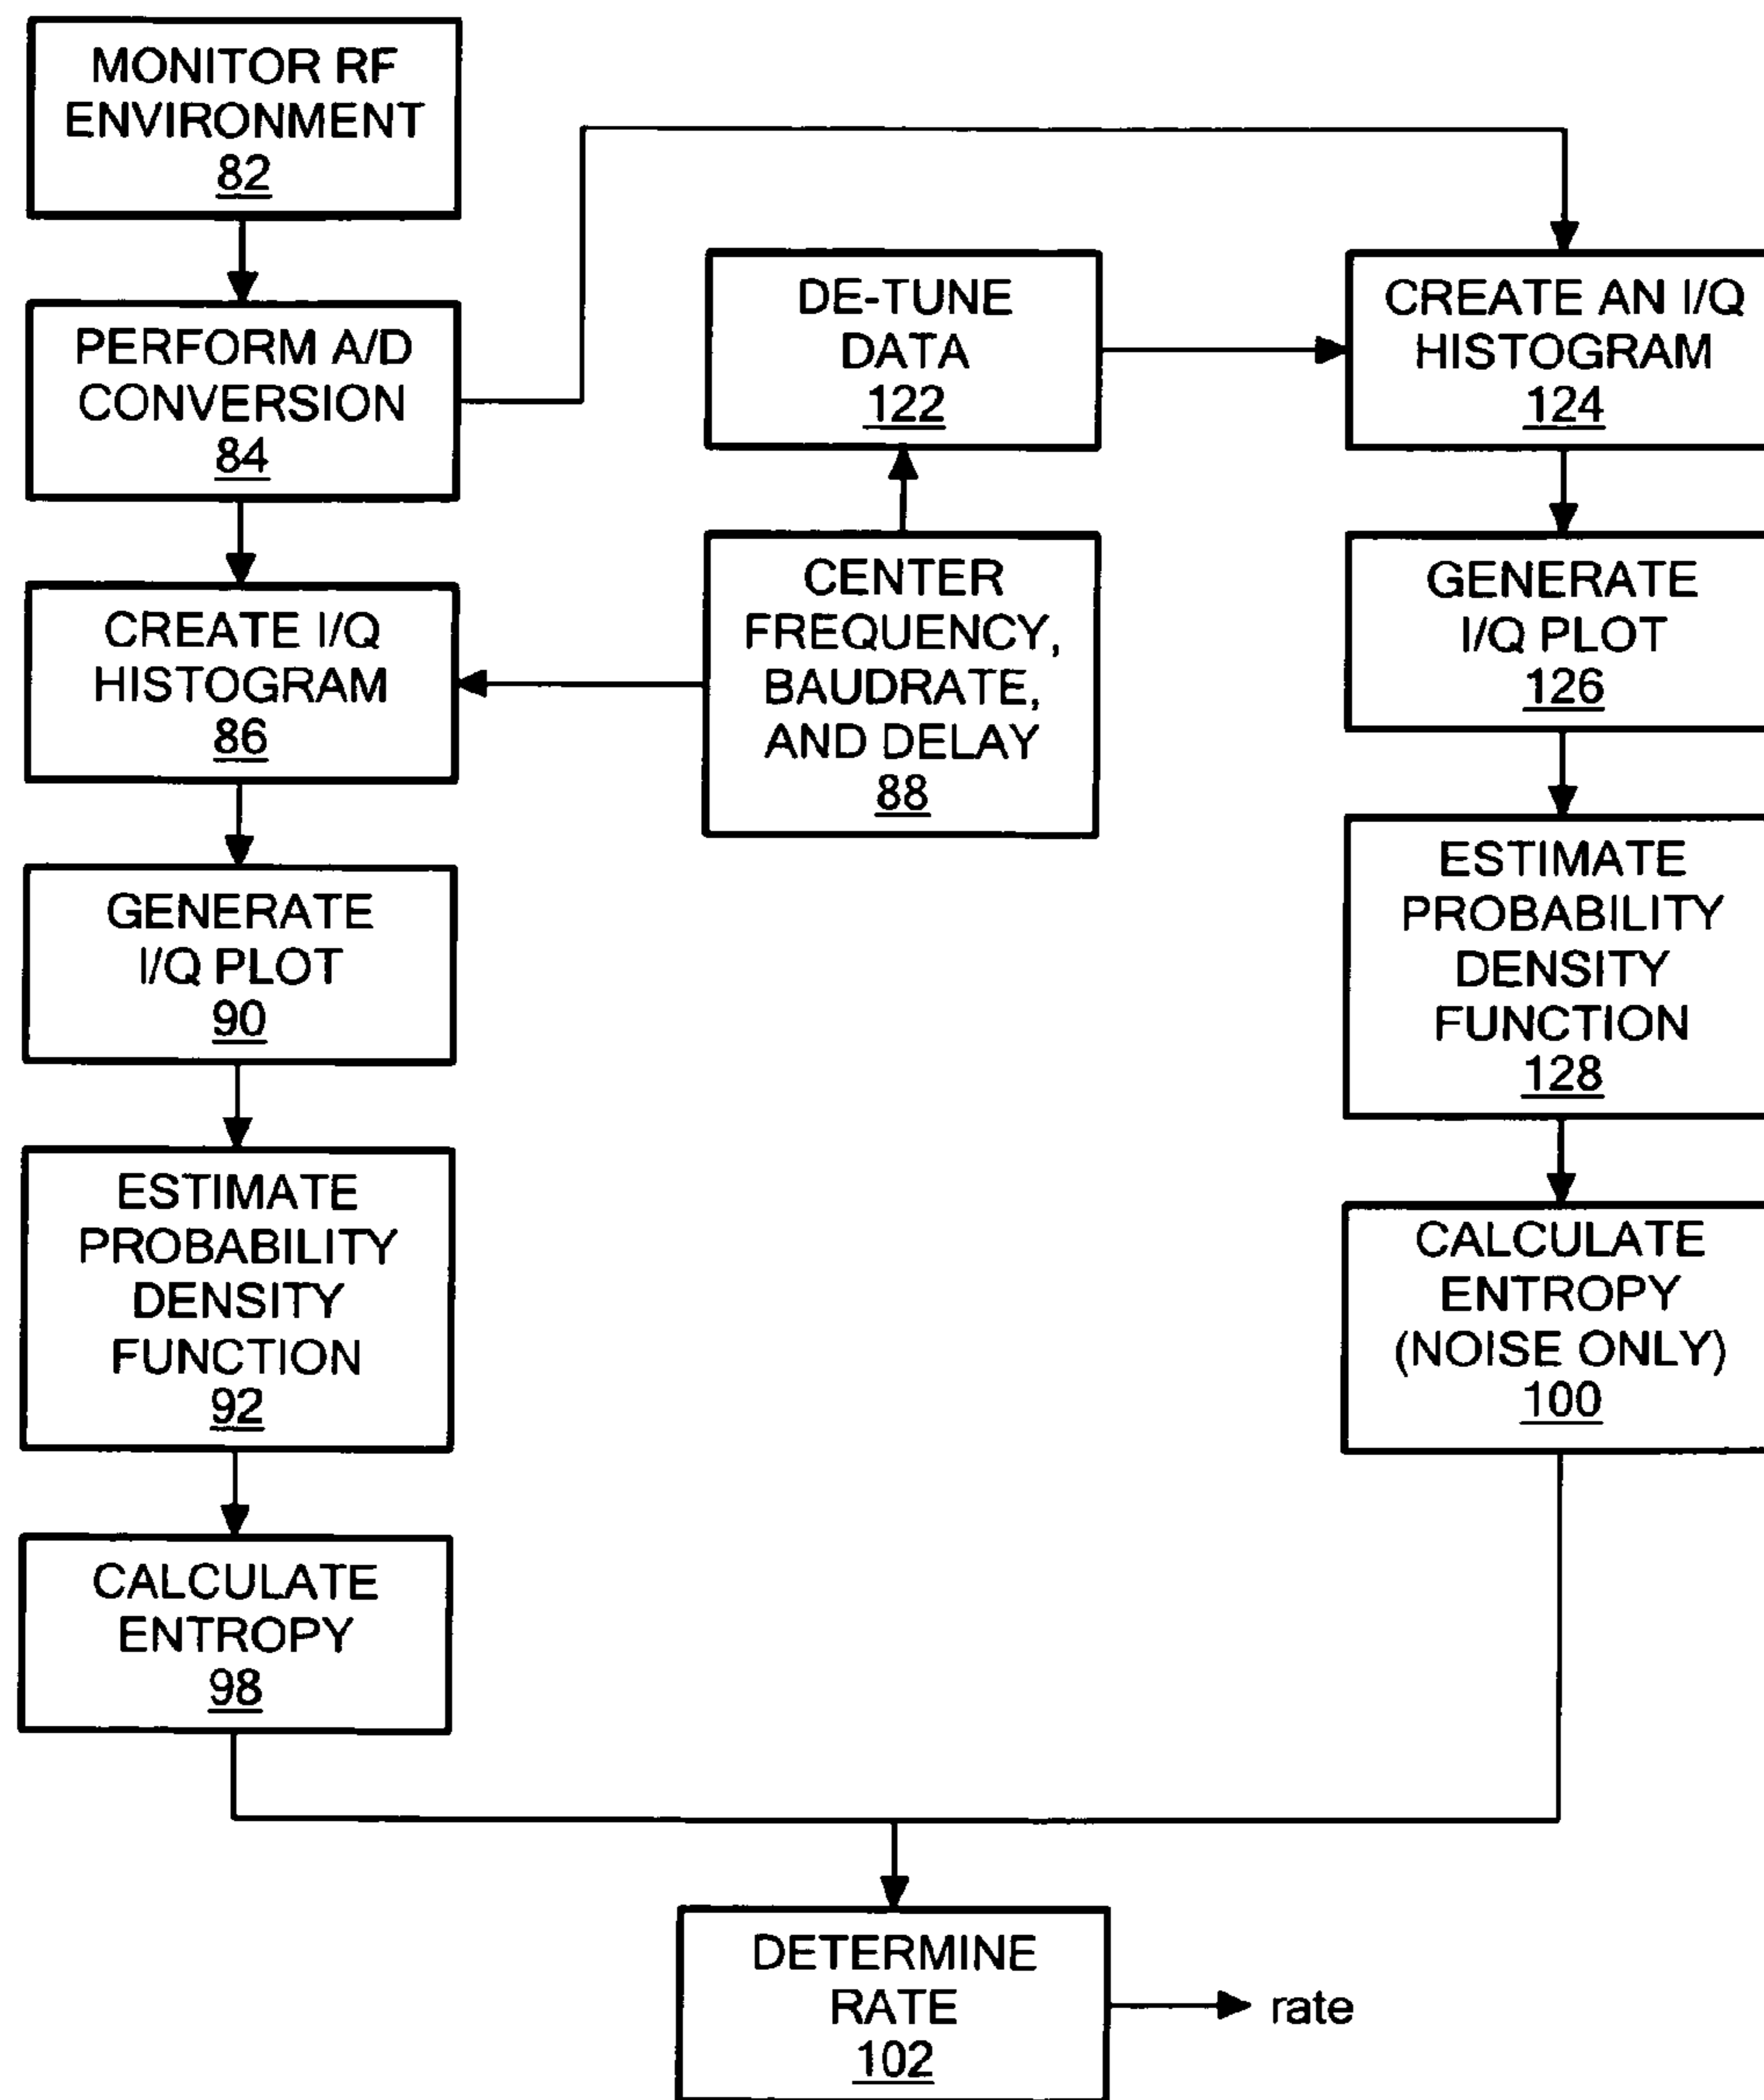 MONITOR RF
ENVIRONMENT
82
PERFORM A/D
CONVERSION
84
CREATE I/Q
HISTOGRAM
86
GENERATE
I/Q PLOT
90
ESTIMATE
PROBABILITY
DENSITY
FUNCTION
92
CALCULATE
ENTROPY
98
DE-TUNE
DATA
122
CENTER
FREQUENCY,
BAUDRATE,
AND DELAY
88
CREATE AN I/Q
HISTOGRAM
124
GENERATE
I/Q PLOT
126
ESTIMATE
PROBABILITY
DENSITY
FUNCTION
128
CALCULATE
ENTROPY
(NOISE ONLY)
100
DETERMINE
RATE
102
rate